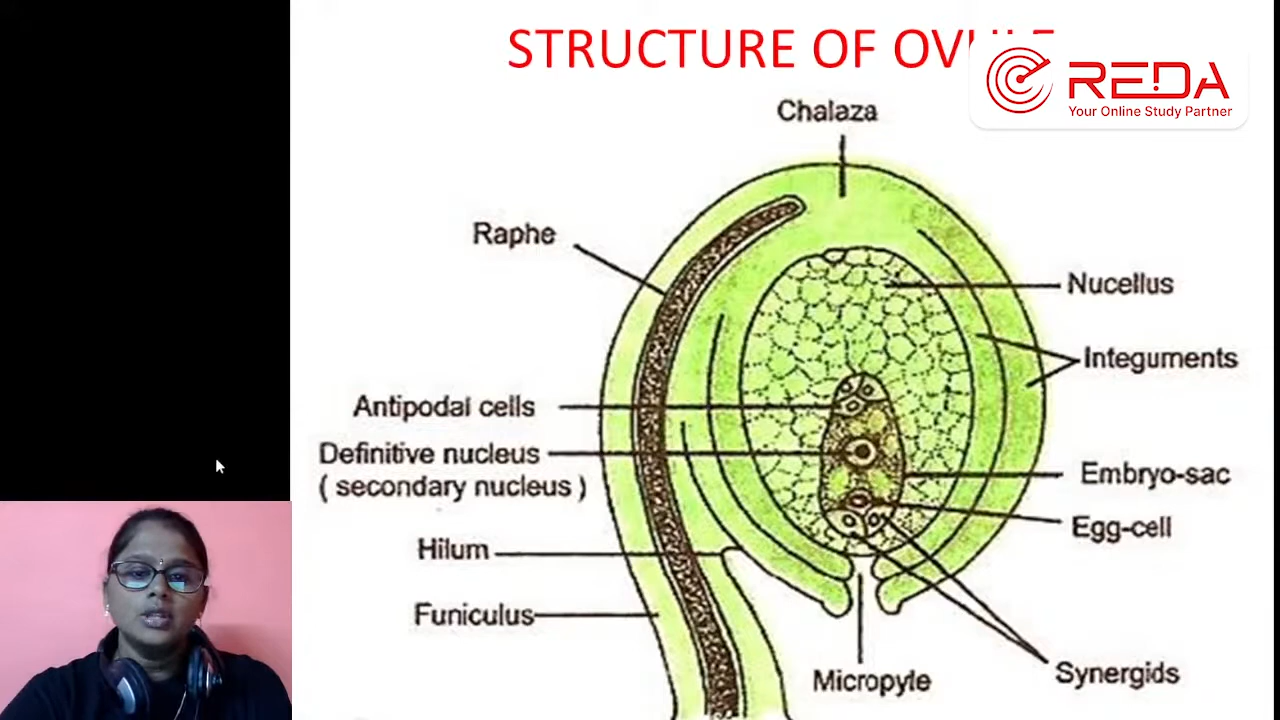 STRUCTURE OF
REDA
Your Online Study Partner
Chalaza
Raphe
Nucellus
Integuments
Antipodal cells
Definitive nucleus
( secondary nucleus )
Embryo-sac
Egg-cell
Hilum
Funiculus
Synergids
Micropyle